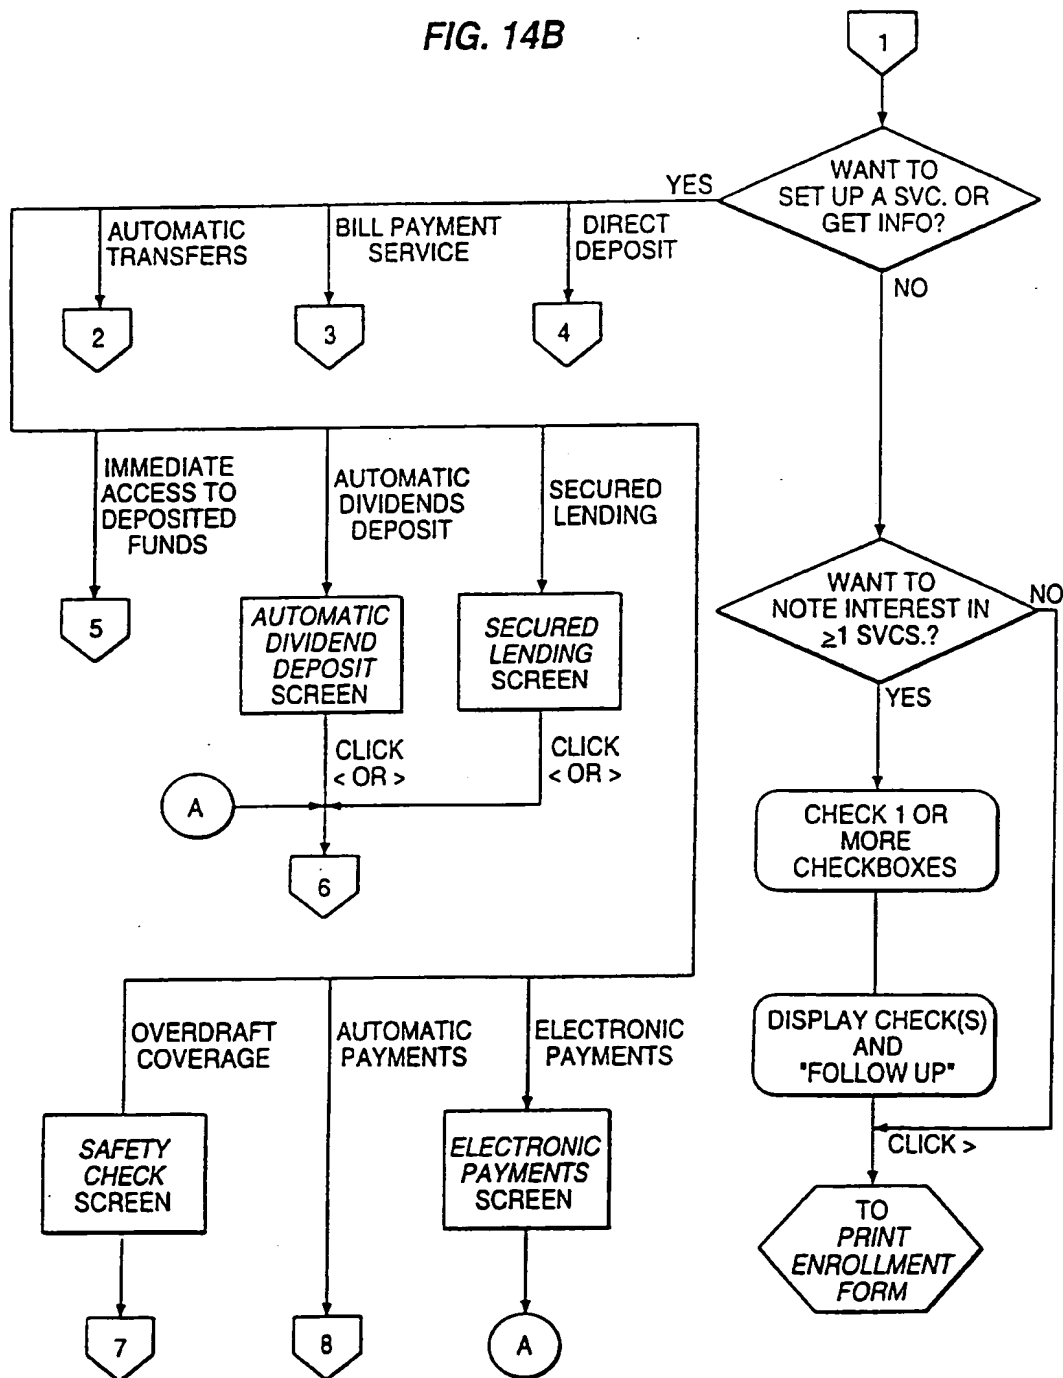 FIG. 14B
1
WANT TO
SET UP A SVC. OR
GET INFO?
YES
NO
AUTOMATIC
TRANSFERS
BILL PAYMENT
SERVICE
DIRECT
DEPOSIT
2
3
4
IMMEDIATE
ACCESS TO
DEPOSITED
FUNDS
AUTOMATIC
DIVIDENDS
DEPOSIT
SECURED
LENDING
5
AUTOMATIC
DIVIDEND
DEPOSIT
SCREEN
SECURED
LENDING
SCREEN
CLICK
< OR >
CLICK
< OR >
A
6
WANT TO
NOTE INTEREST IN
≥1 SVCS.?
NO
YES
CHECK 1 OR
MORE
CHECKBOXES
DISPLAY CHECK(S)
AND
"FOLLOW UP"
CLICK >
TO
PRINT
ENROLLMENT
FORM
OVERDRAFT
COVERAGE
AUTOMATIC
PAYMENTS
ELECTRONIC
PAYMENTS
SAFETY
CHECK
SCREEN
ELECTRONIC
PAYMENTS
SCREEN
7
8
A